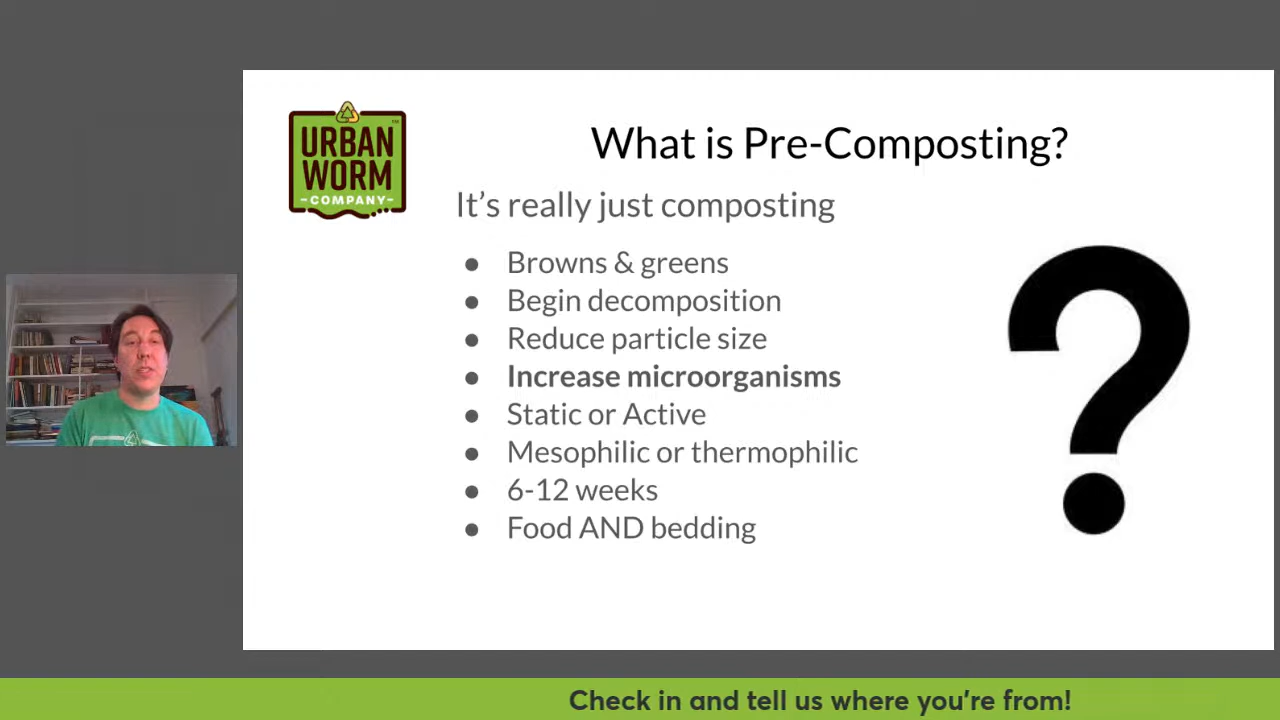 URBAN
WORM
-COMPANY-
™
What is Pre-Composting?
It's really just composting
● Browns & greens
● Begin decomposition
● Reduce particle size
● Increase microorganisms
● Static or Active
● Mesophilic or thermophilic
● 6-12 weeks
● Food AND bedding
?
Check in and tell us where you're from!